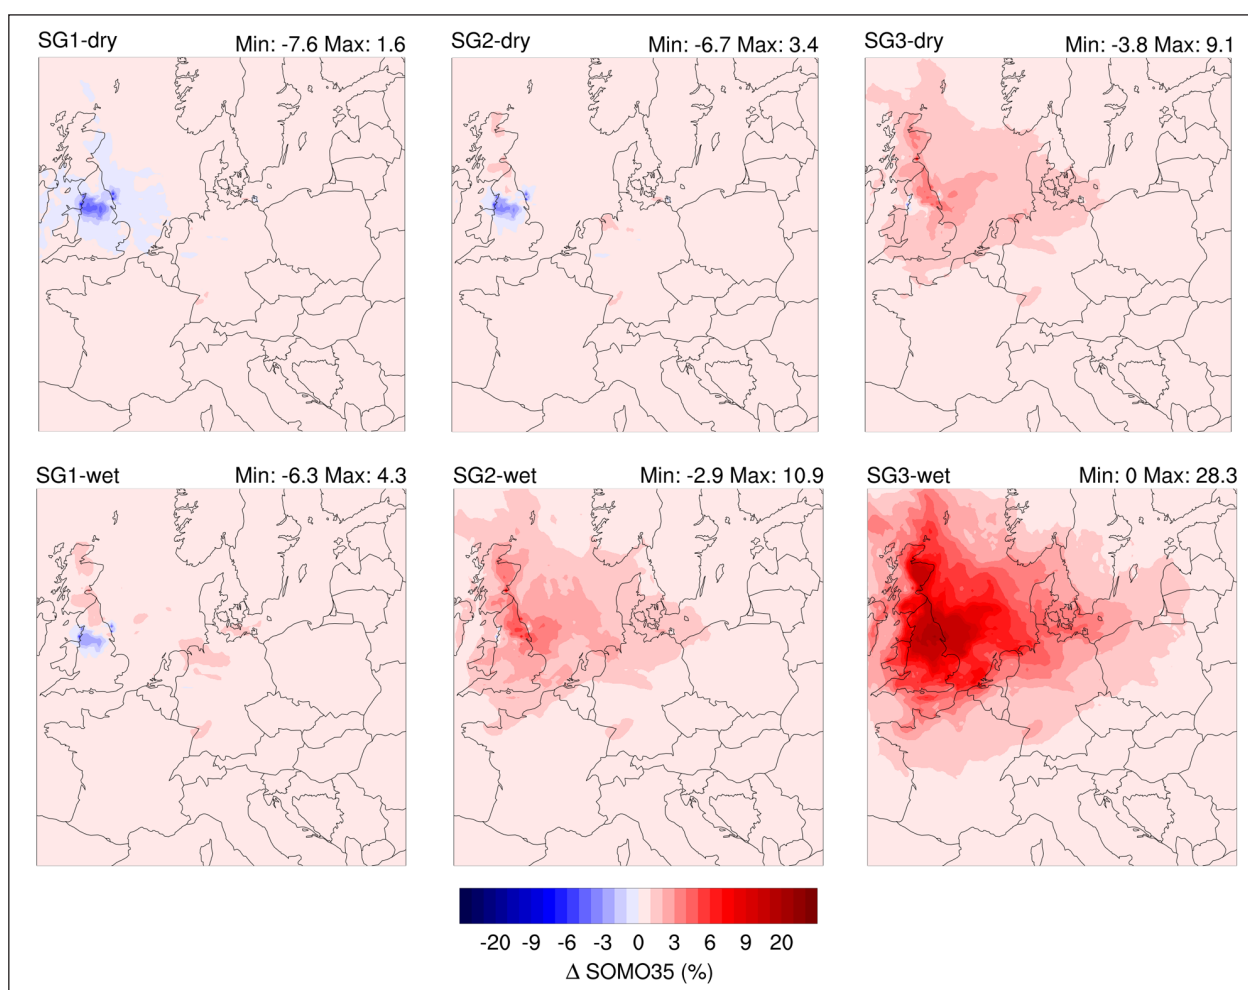 SG1-dry Min: -7.6 Max: 1.6
SG2-dry Min: -6.7 Max: 3.4
SG3-dry Min: -3.8 Max: 9.1
SG1-wet Min: -6.3 Max: 4.3
SG2-wet Min: -2.9 Max: 10.9
SG3-wet Min: 0 Max: 28.3
-20 -9 -6 -3 0 3 6 9 20
Δ SOMO35 (%)